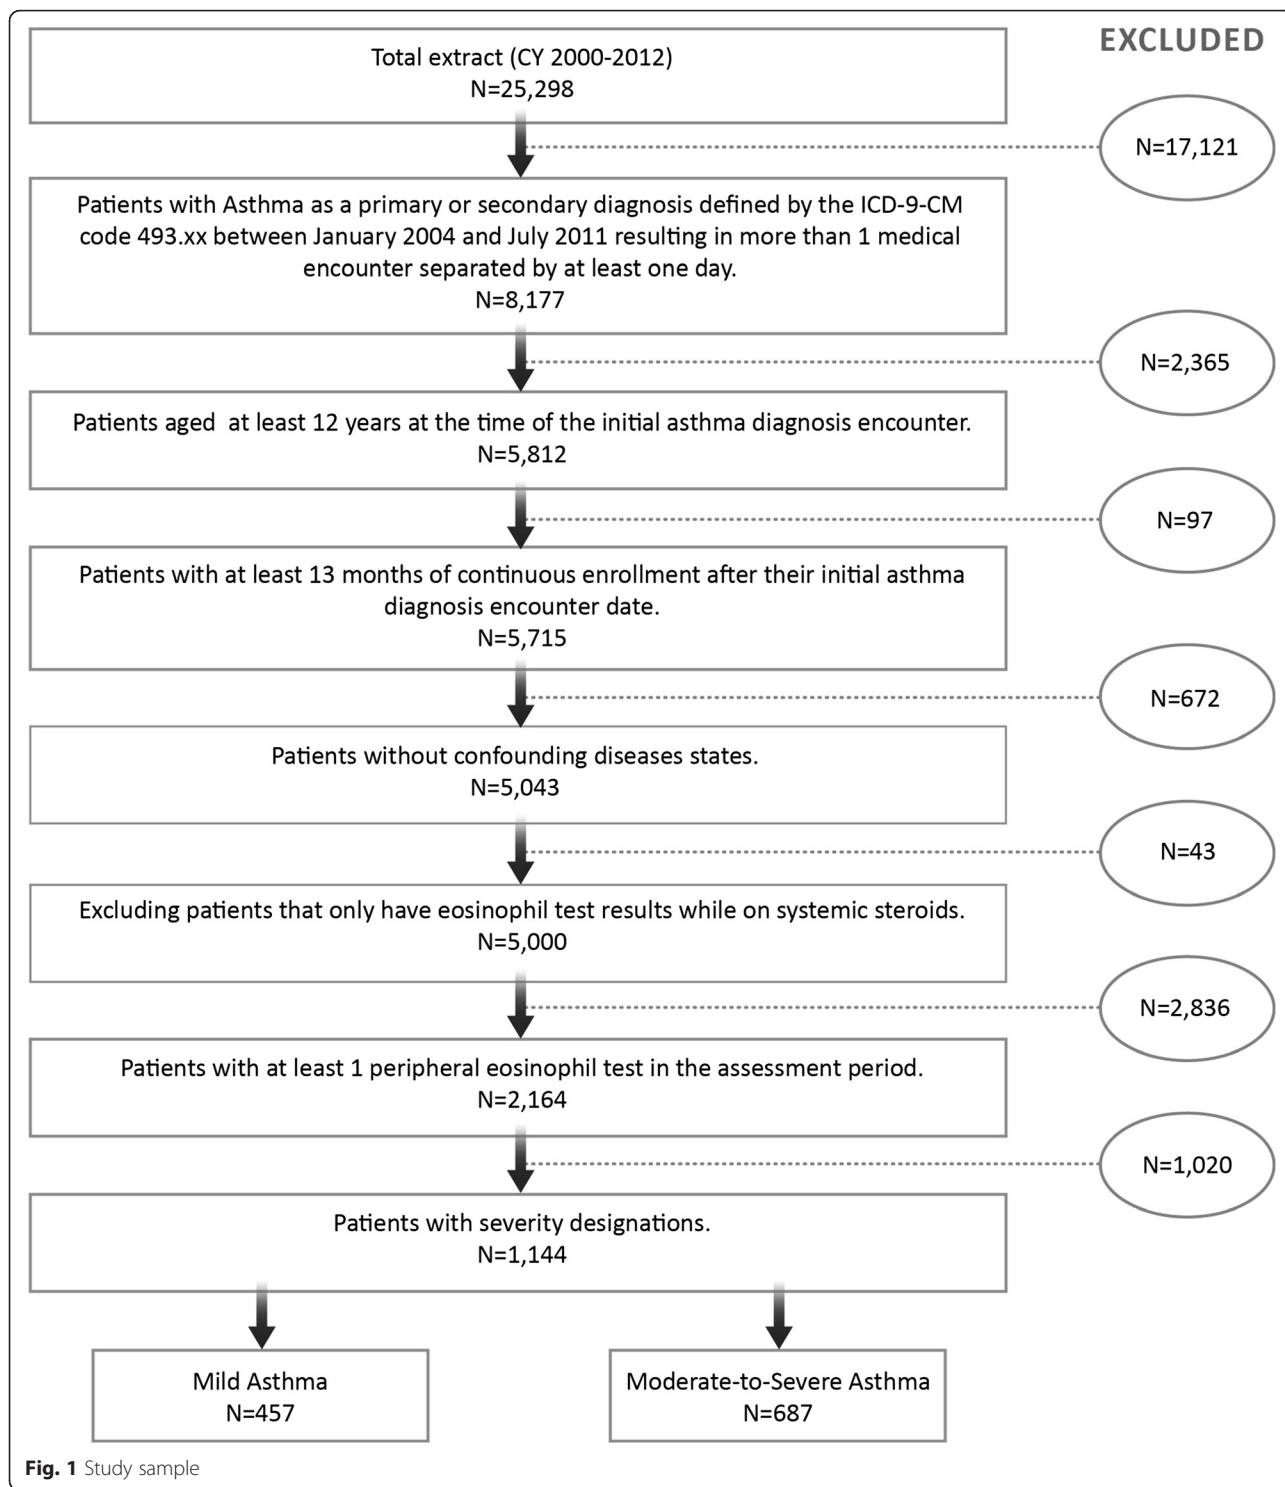 EXCLUDED
Total extract (CY 2000-2012)
N=25,298
N=17,121
Patients with Asthma as a primary or secondary diagnosis defined by the ICD-9-CM
code 493.xx between January 2004 and July 2011 resulting in more than 1 medical
encounter separated by at least one day.
N=8,177
N=2,365
Patients aged at least 12 years at the time of the initial asthma diagnosis encounter.
N=5,812
N=97
Patients with at least 13 months of continuous enrollment after their initial asthma
diagnosis encounter date.
N=5,715
N=672
Patients without confounding diseases states.
N=5,043
N=43
Excluding patients that only have eosinophil test results while on systemic steroids.
N=5,000
N=2,836
Patients with at least 1 peripheral eosinophil test in the assessment period.
N=2,164
N=1,020
Patients with severity designations.
N=1,144
Mild Asthma
N=457
Moderate-to-Severe Asthma
N=687
Fig. 1 Study sample